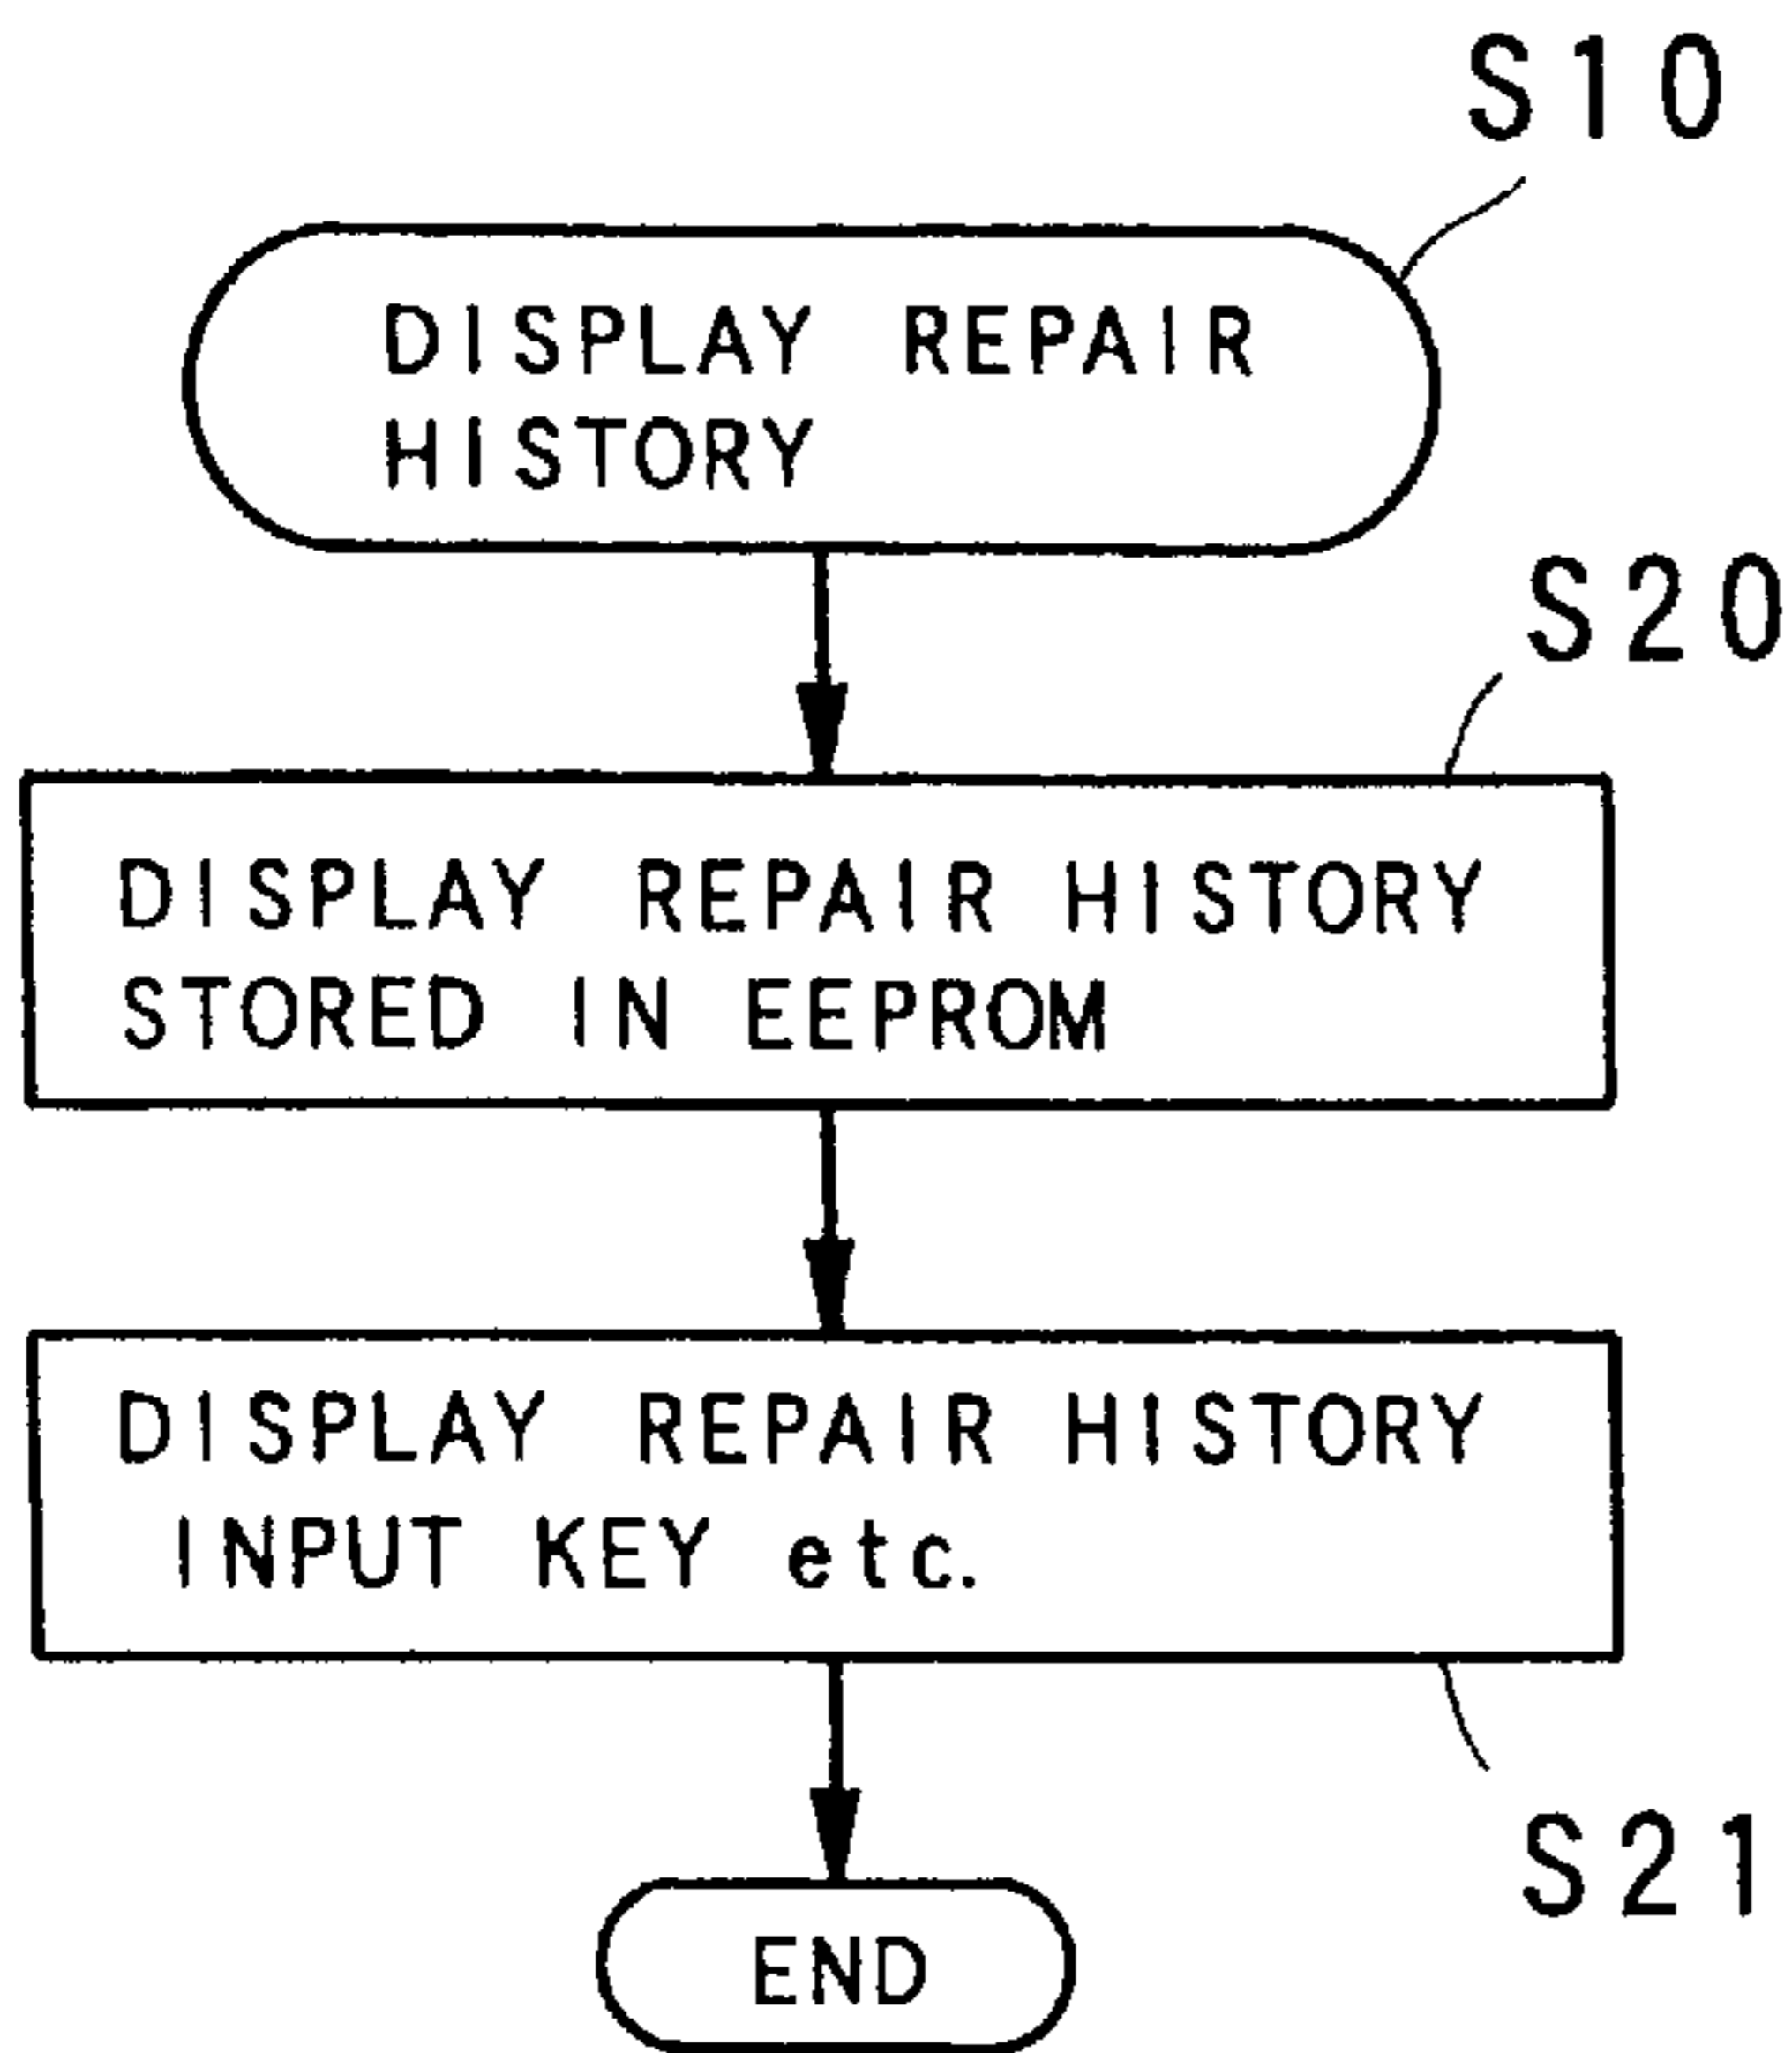 S10
DISPLAY REPAIR
HISTORY
S20
DISPLAY REPAIR HISTORY
STORED IN EEPROM
DISPLAY REPAIR HISTORY
INPUT KEY etc.
S21
END